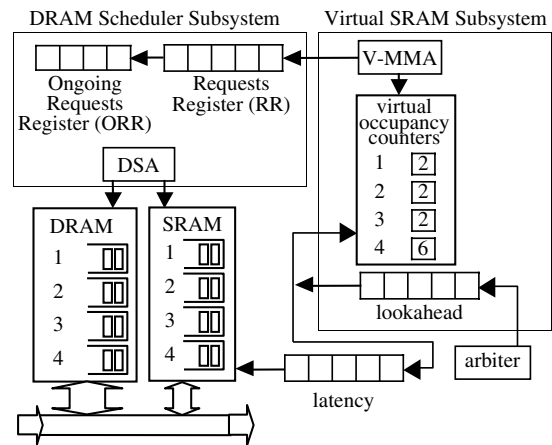 DRAM Scheduler Subsystem
Virtual SRAM Subsystem
Ongoing
Requests
Register (ORR)
Requests
Register (RR)
V-MMA
virtual
occupancy
counters
1 2
2 2
3 2
4 6
DSA
DRAM
1
2
3
4
SRAM
1
2
3
4
lookahead
arbiter
latency